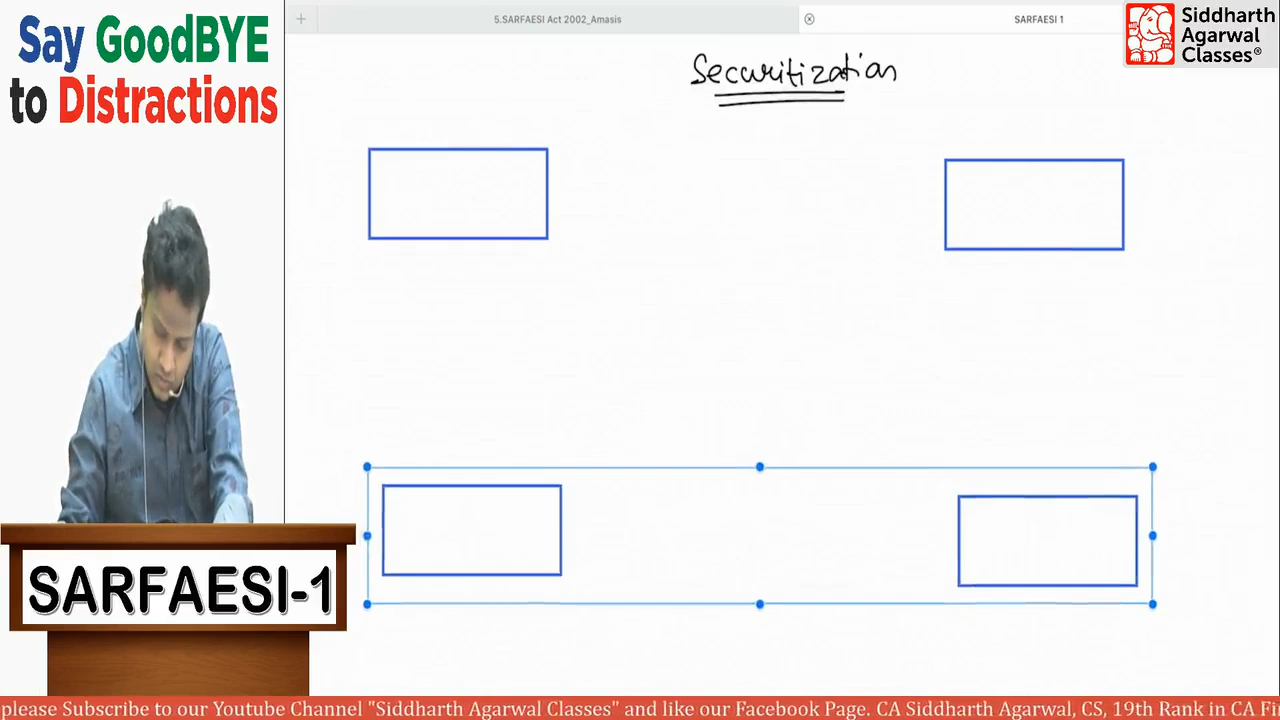 Say GoodBYE
to Distractions
5.SARFAESI Act 2002_Amasis
SARFAESI 1
Siddharth
Agarwal
Classes®
Securitization
SARFAESI-1
please Subscribe to our Youtube Channel "Siddharth Agarwal Classes" and like our Facebook Page. CA Siddharth Agarwal, CS, 19th Rank in CA Fi